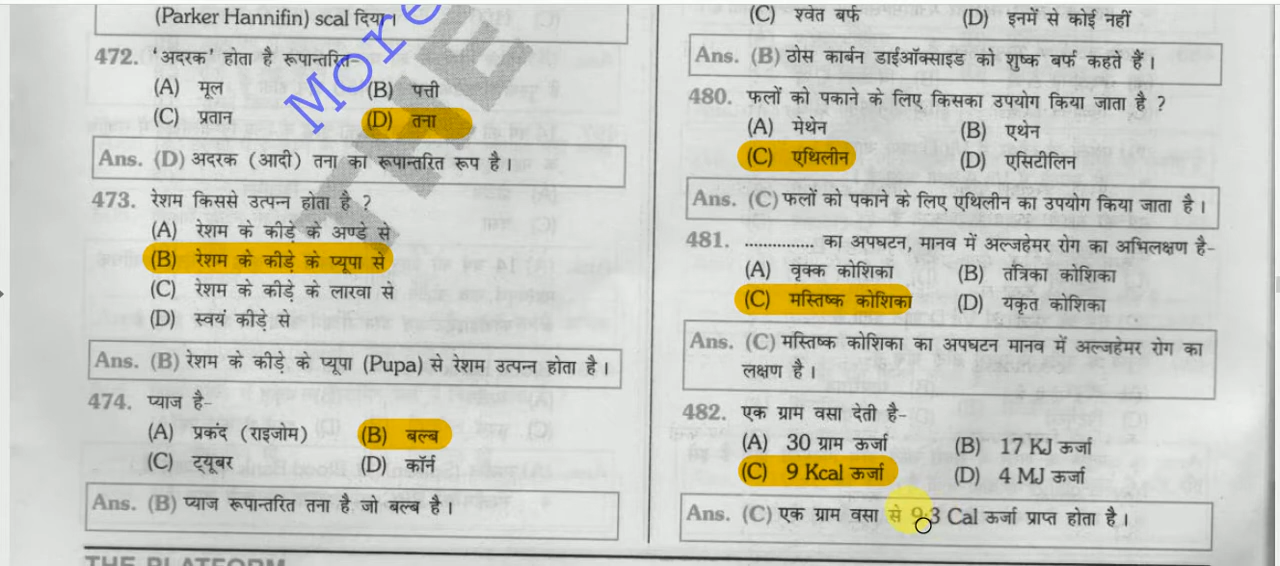 (Parker Hannifin) scal दिया।
472. 'अदरक' होता है रूपान्तरित-
(A) मूल (B) पत्ती
(C) प्रतान (D) तना
Ans. (D) अदरक (आदी) तना का रूपान्तरित रूप है।
473. रेशम किससे उत्पन्न होता है ?
(A) रेशम के कीड़े के अण्डे से
(B) रेशम के कीड़े के प्यूपा से
(C) रेशम के कीड़े के लारवा से
(D) स्वयं कीड़े से
Ans. (B) रेशम के कीड़े के प्यूपा (Pupa) से रेशम उत्पन्न होता है।
474. प्याज है-
(A) प्रकंद (राइजोम) (B) बल्ब
(C) ट्यूबर (D) कॉर्न
Ans. (B) प्याज रूपान्तरित तना है जो बल्ब है।
THE PLATFORM
(C) श्वेत बर्फ (D) इनमें से कोई नहीं
Ans. (B) ठोस कार्बन डाईऑक्साइड को शुष्क बर्फ कहते हैं।
480. फलों को पकाने के लिए किसका उपयोग किया जाता है ?
(A) मेथेन (B) एथेन
(C) एथिलीन (D) एसिटीलिन
Ans. (C) फलों को पकाने के लिए एथिलीन का उपयोग किया जाता है।
481. ............... का अपघटन, मानव में अल्जहेमर रोग का अभिलक्षण है-
(A) वृक्क कोशिका (B) तंत्रिका कोशिका
(C) मस्तिष्क कोशिका (D) यकृत कोशिका
Ans. (C) मस्तिष्क कोशिका का अपघटन मानव में अल्जहेमर रोग का
लक्षण है।
482. एक ग्राम वसा देती है-
(A) 30 ग्राम ऊर्जा (B) 17 KJ ऊर्जा
(C) 9 Kcal ऊर्जा (D) 4 MJ ऊर्जा
Ans. (C) एक ग्राम वसा से 9.3 Cal ऊर्जा प्राप्त होता है।
More
THE